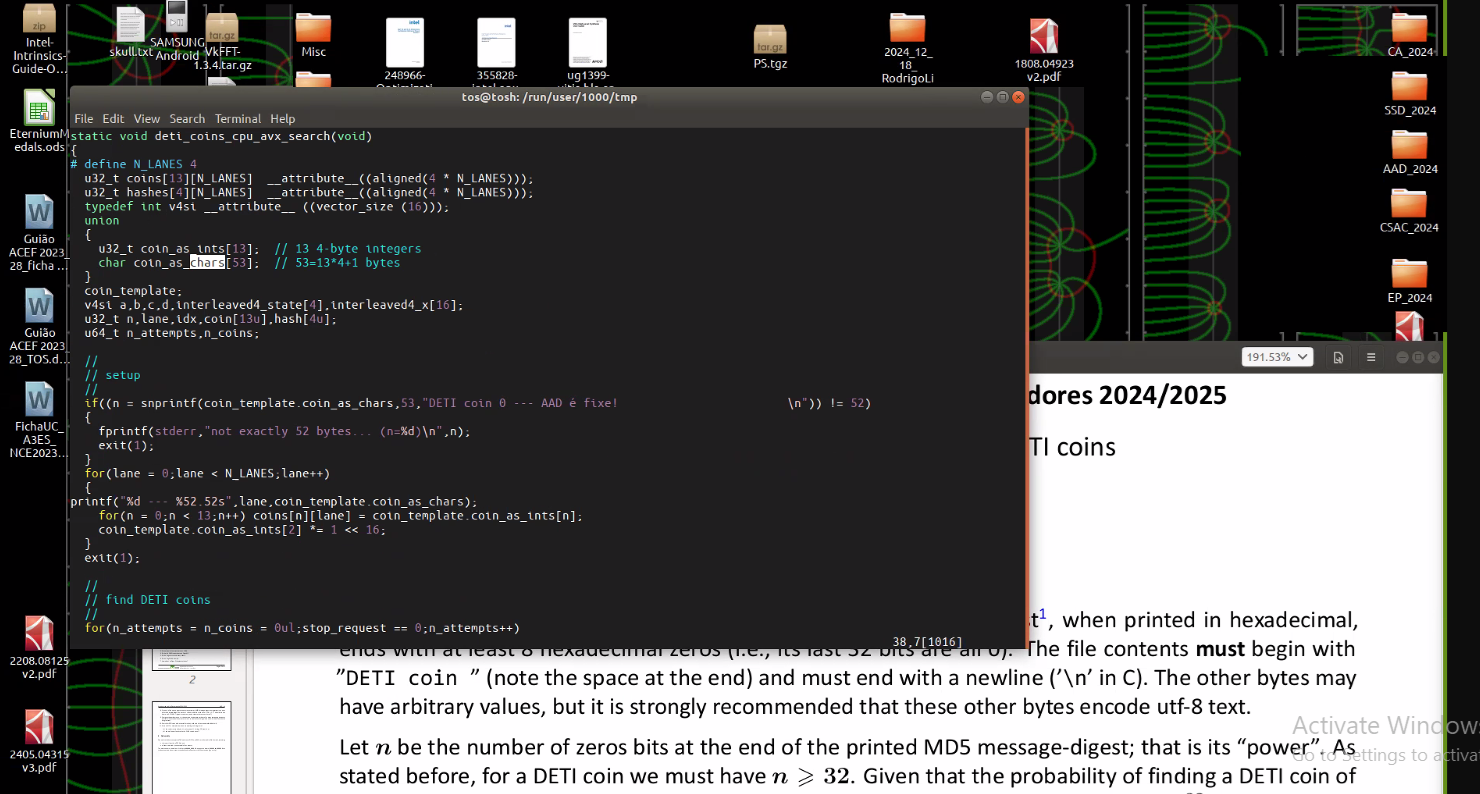 Intel-
Intrinsics-
Guide-O...
skull.txt
SAMSUNG
Android
tar.gz
VkFFT-
1.3.4.tar.gz
Misc
248966-
355828-
ug1399-
tar.gz
PS.tgz
2024_12_
18_
RodrigoLi
1808.04923
v2.pdf
CA_2024
SSD_2024
AAD_2024
CSAC_2024
EP_2024
zip
EterniumM
edals.ods
Guião
ACEF 2023_
28_ficha ...
Guião
ACEF 2023_
28_TOS.d...
FichaUC_
A3ES_
NCE2023...
2208.08125
v2.pdf
2405.04315
v3.pdf
tos@tosh: /run/user/1000/tmp
File Edit View Search Terminal Help
static void deti_coins_cpu_avx_search(void)
{
# define N_LANES 4
u32_t coins[13][N_LANES] __attribute__((aligned(4 * N_LANES)));
u32_t hashes[4][N_LANES] __attribute__((aligned(4 * N_LANES)));
typedef int v4si __attribute__ ((vector_size (16)));
union
{
u32_t coin_as_ints[13]; // 13 4-byte integers
char coin_as_chars[53]; // 53=13*4+1 bytes
}
coin_template;
v4si a,b,c,d,interleaved4_state[4],interleaved4_x[16];
u32_t n,lane,idx,coin[13u],hash[4u];
u64_t n_attempts,n_coins;
//
// setup
//
if((n = snprintf(coin_template.coin_as_chars,53,"DETI coin 0 --- AAD é fixe! \n")) != 52)
{
fprintf(stderr,"not exactly 52 bytes... (n=%d)\n",n);
exit(1);
}
for(lane = 0;lane < N_LANES;lane++)
{
printf("%d --- %52.52s",lane,coin_template.coin_as_chars);
for(n = 0;n < 13;n++) coins[n][lane] = coin_template.coin_as_ints[n];
coin_template.coin_as_ints[2] *= 1 << 16;
}
exit(1);
//
// find DETI coins
//
for(n_attempts = n_coins = 0ul;stop_request == 0;n_attempts++)
38,7[1016]
191.53%
dores 2024/2025
TI coins
t1, when printed in hexadecimal,
ends with at least 8 hexadecimal zeros (i.e., its last 32 bits are all 0). The file contents must begin with
”DETI coin ” (note the space at the end) and must end with a newline (’\n’ in C). The other bytes may
have arbitrary values, but it is strongly recommended that these other bytes encode utf-8 text.
Let n be the number of zeros bits at the end of the printed MD5 message-digest; that is its “power”. As
stated before, for a DETI coin we must have n ⩾ 32. Given that the probability of finding a DETI coin of
2
Activate Windows
Go to Settings to activa